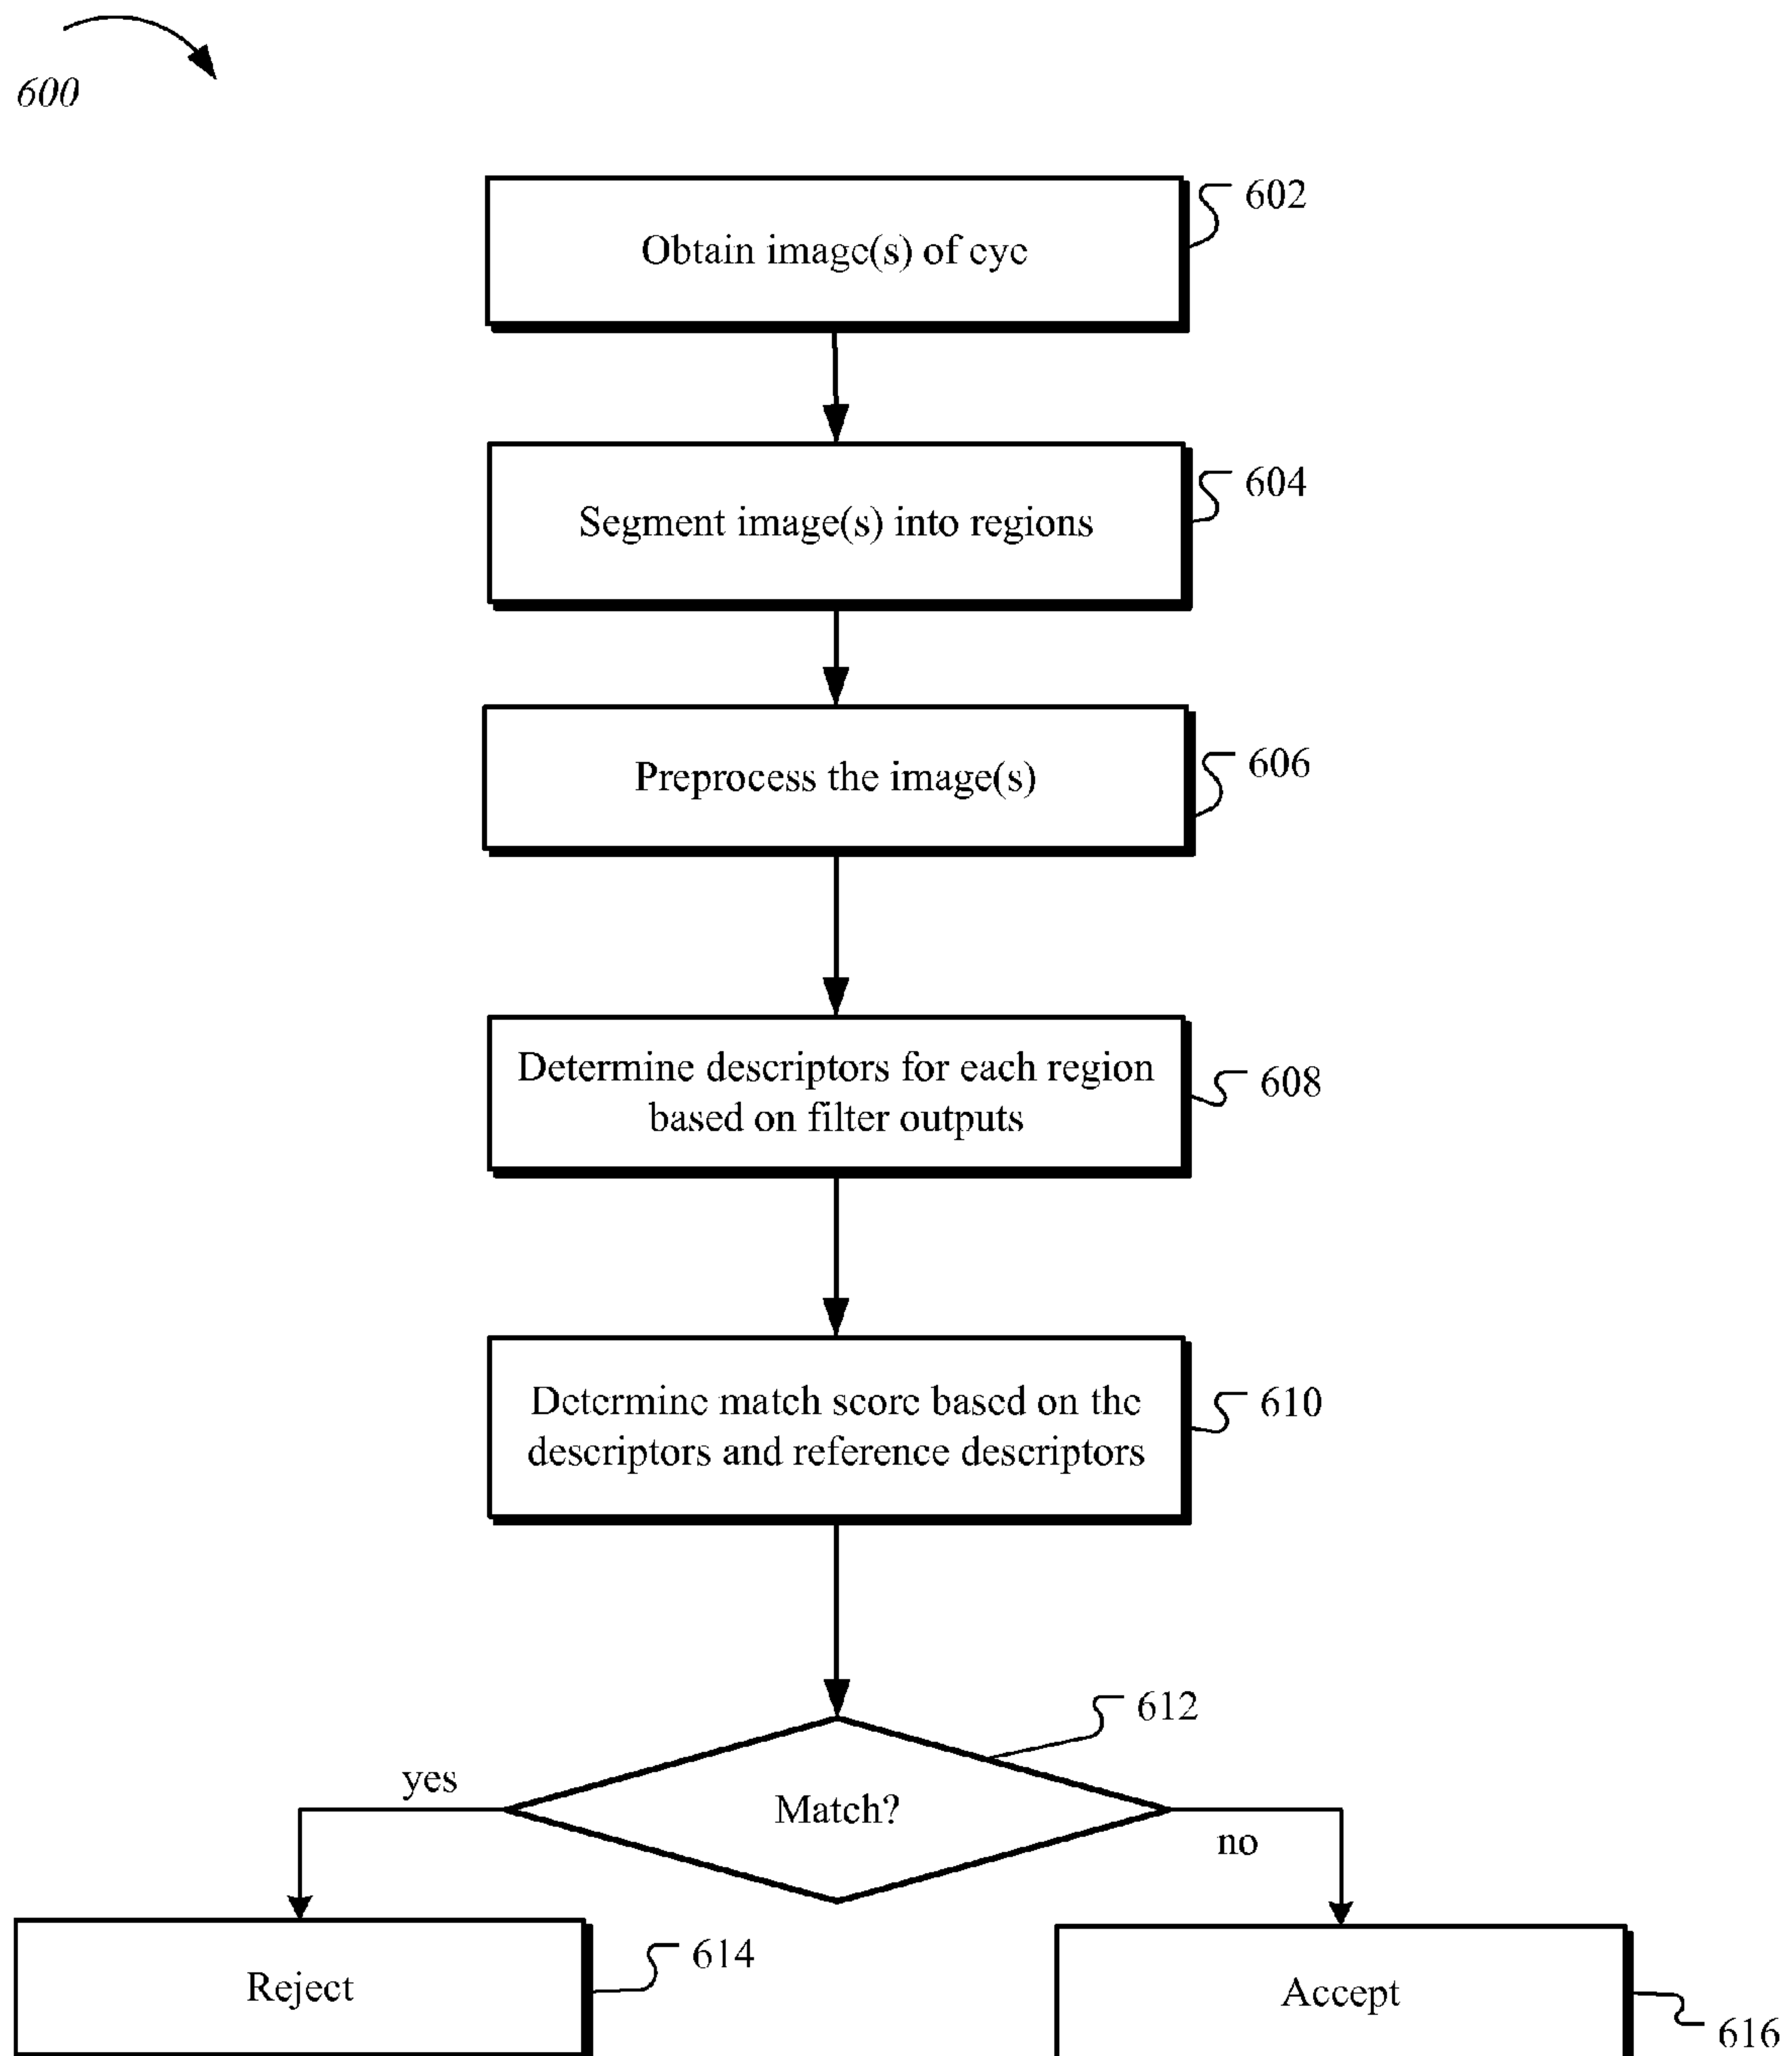 600
602
Obtain image(s) of eye
604
Segment image(s) into regions
606
Preprocess the image(s)
608
Determine descriptors for each region
based on filter outputs
610
Determine match score based on the
descriptors and reference descriptors
612
Match?
yes
no
614
Reject
Accept
616